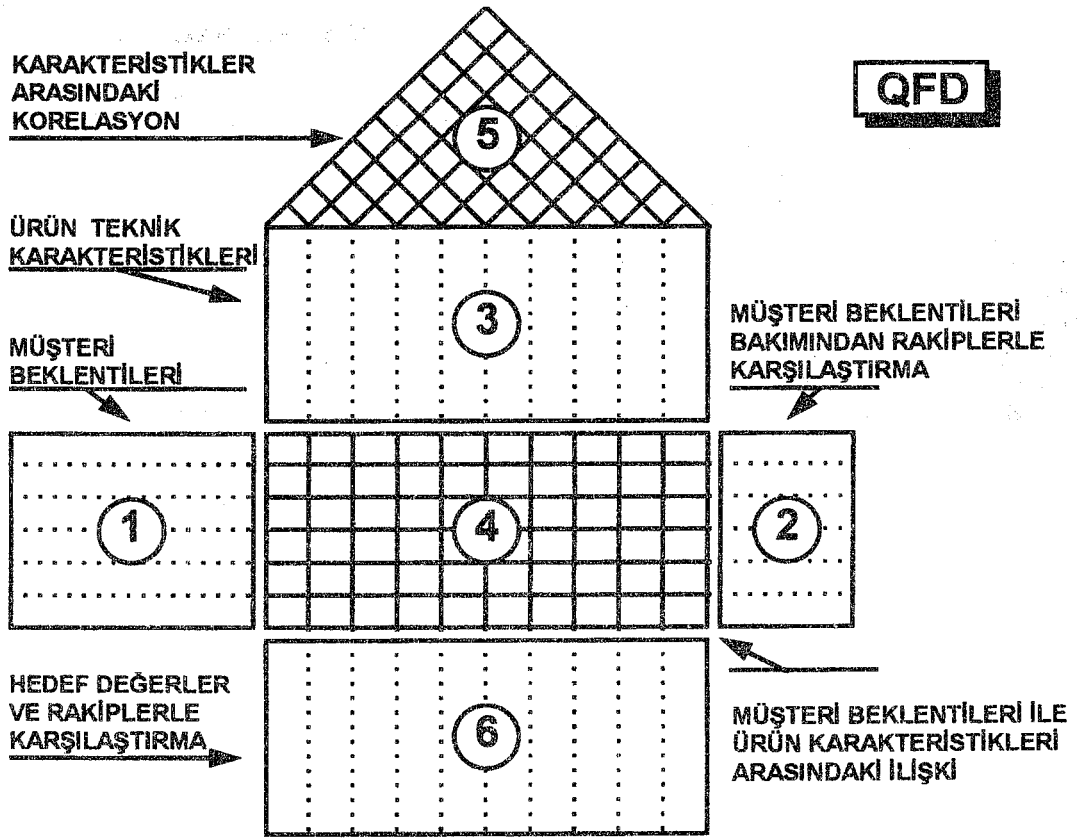 KARAKTERİSTİKLER
ARASINDAKİ
KORELASYON
QFD
5
ÜRÜN TEKNİK
KARAKTERİSTİKLERİ
3
MÜŞTERİ
BEKLENTİLERİ
MÜŞTERİ BEKLENTİLERİ
BAKIMINDAN RAKİPLERLE
KARŞILAŞTIRMA
1
4
2
HEDEF DEĞERLER
VE RAKİPLERLE
KARŞILAŞTIRMA
6
MÜŞTERİ BEKLENTİLERİ İLE
ÜRÜN KARAKTERİSTİKLERİ
ARASINDAKİ İLİŞKİ